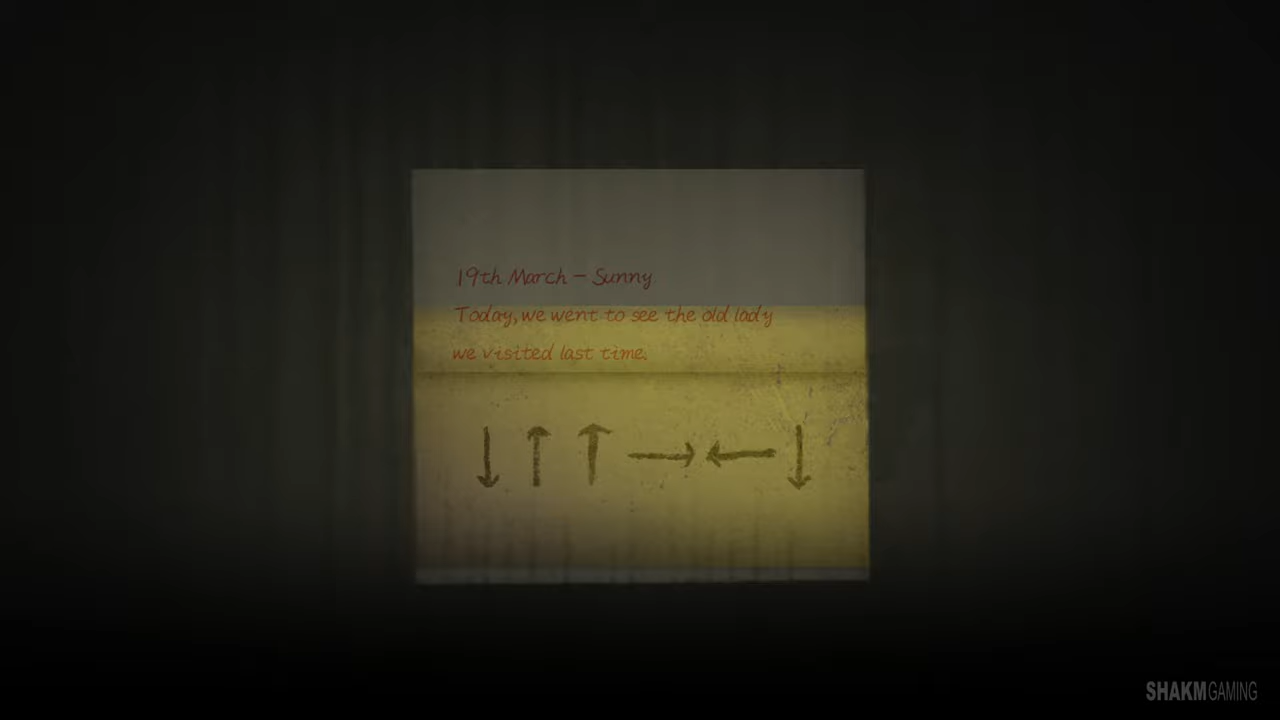 19th March - Sunny
Today, we went to see the old lady
we visited last time.
↓ ↑ ↑ → ← ↓
SHAKMGAMING